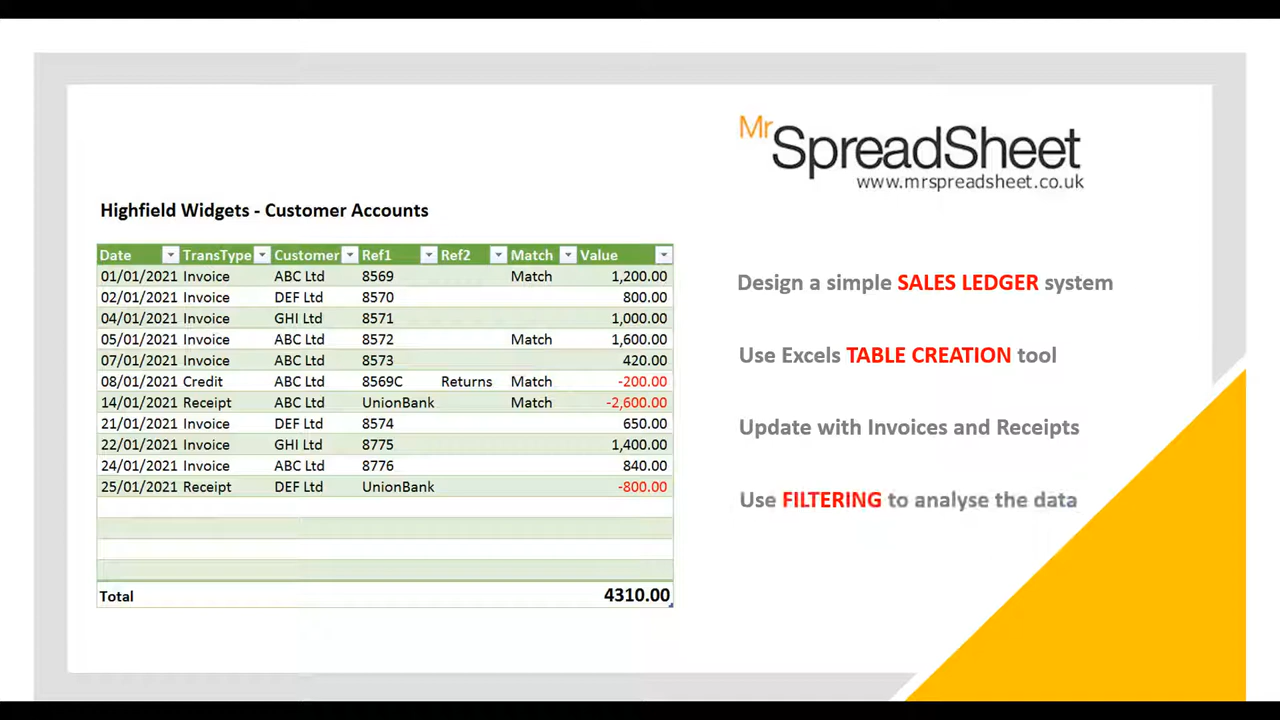 Mr SpreadSheet
www.mrspreadsheet.co.uk
Highfield Widgets - Customer Accounts
Date TransType Customer Ref1 Ref2 Match Value
01/01/2021 Invoice ABC Ltd 8569 Match 1,200.00
02/01/2021 Invoice DEF Ltd 8570 800.00
04/01/2021 Invoice GHI Ltd 8571 1,000.00
05/01/2021 Invoice ABC Ltd 8572 Match 1,600.00
07/01/2021 Invoice ABC Ltd 8573 420.00
08/01/2021 Credit ABC Ltd 8569C Returns Match -200.00
14/01/2021 Receipt ABC Ltd UnionBank Match -2,600.00
21/01/2021 Invoice DEF Ltd 8574 650.00
22/01/2021 Invoice GHI Ltd 8775 1,400.00
24/01/2021 Invoice ABC Ltd 8776 840.00
25/01/2021 Receipt DEF Ltd UnionBank -800.00
Total 4310.00
Design a simple SALES LEDGER system
Use Excels TABLE CREATION tool
Update with Invoices and Receipts
Use FILTERING to analyse the data